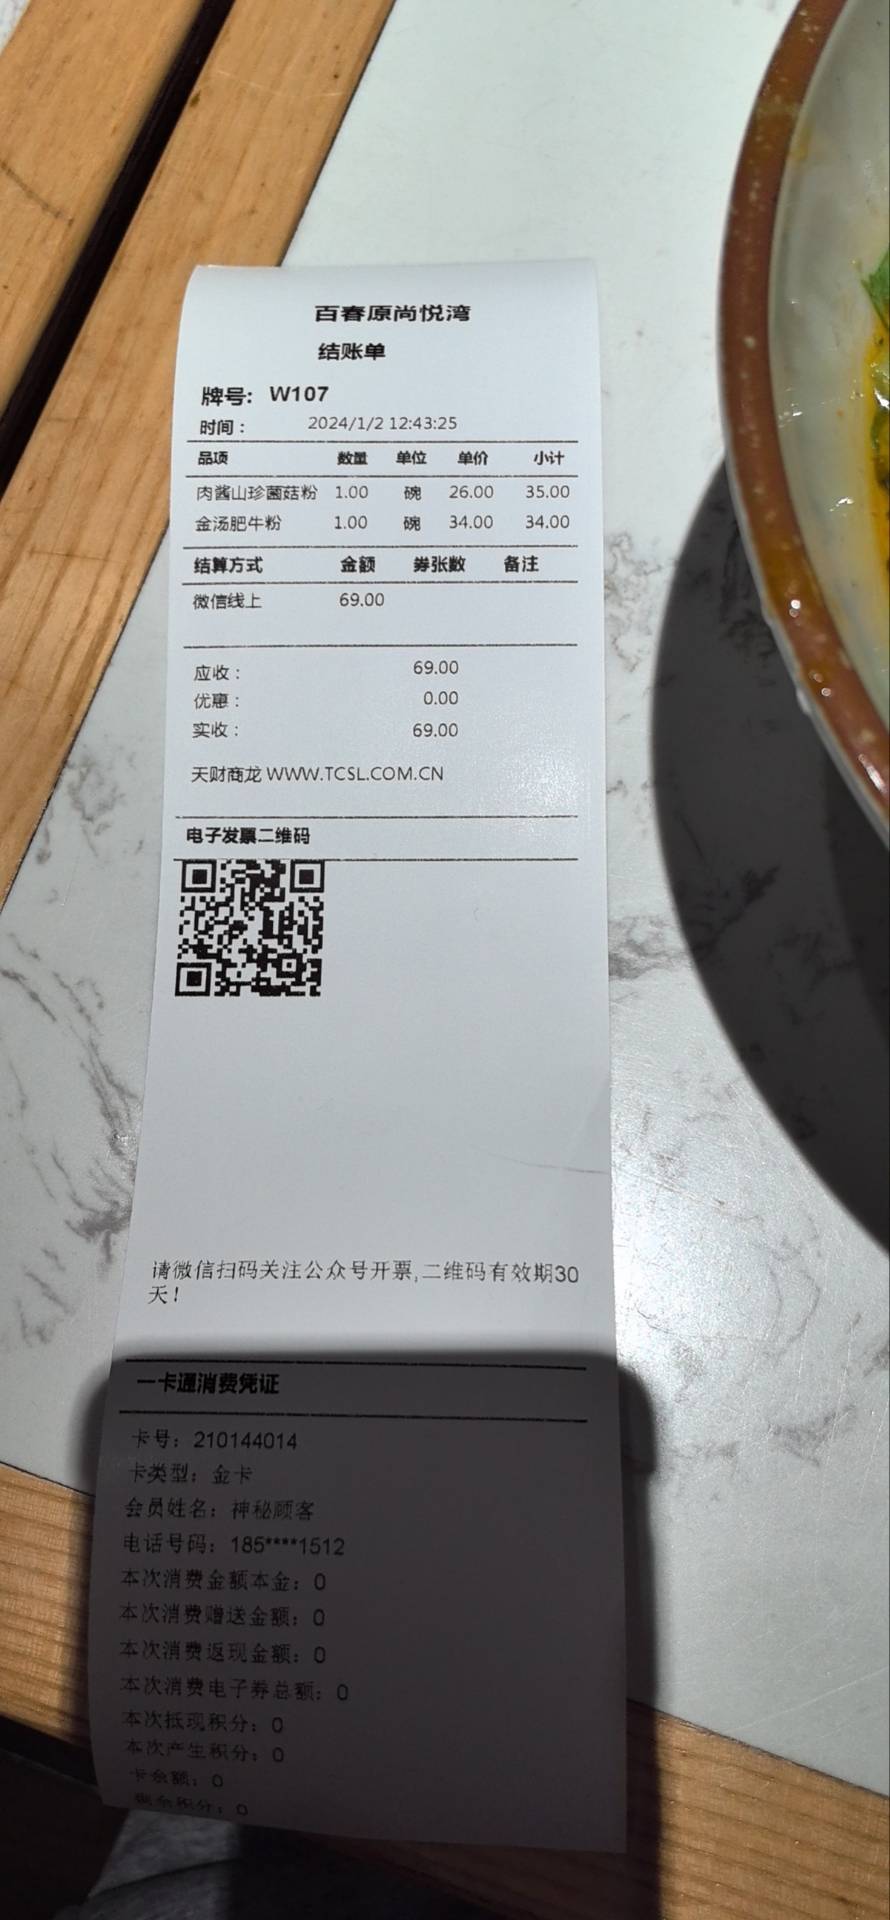 百春原尚悦湾
结账单
牌号: W107
时间: 2024/1/2 12:43:25
品项 数量 单位 单价 小计
肉酱山珍菌菇粉 1.00 碗 26.00 35.00
金汤肥牛粉 1.00 碗 34.00 34.00
结算方式 金额 券张数 备注
微信线上 69.00
应收: 69.00
优惠: 0.00
实收: 69.00
天财商龙 WWW.TCSL.COM.CN
电子发票二维码
请微信扫码关注公众号开票,二维码有效期30
天!
一卡通消费凭证
卡号: 210144014
卡类型: 金卡
会员姓名: 神秘顾客
电话号码: 185****1512
本次消费金额本金: 0
本次消费赠送金额: 0
本次消费返现金额: 0
本次消费电子券总额: 0
本次抵现积分: 0
本次产生积分: 0
卡余额: 0
剩余积分: 0